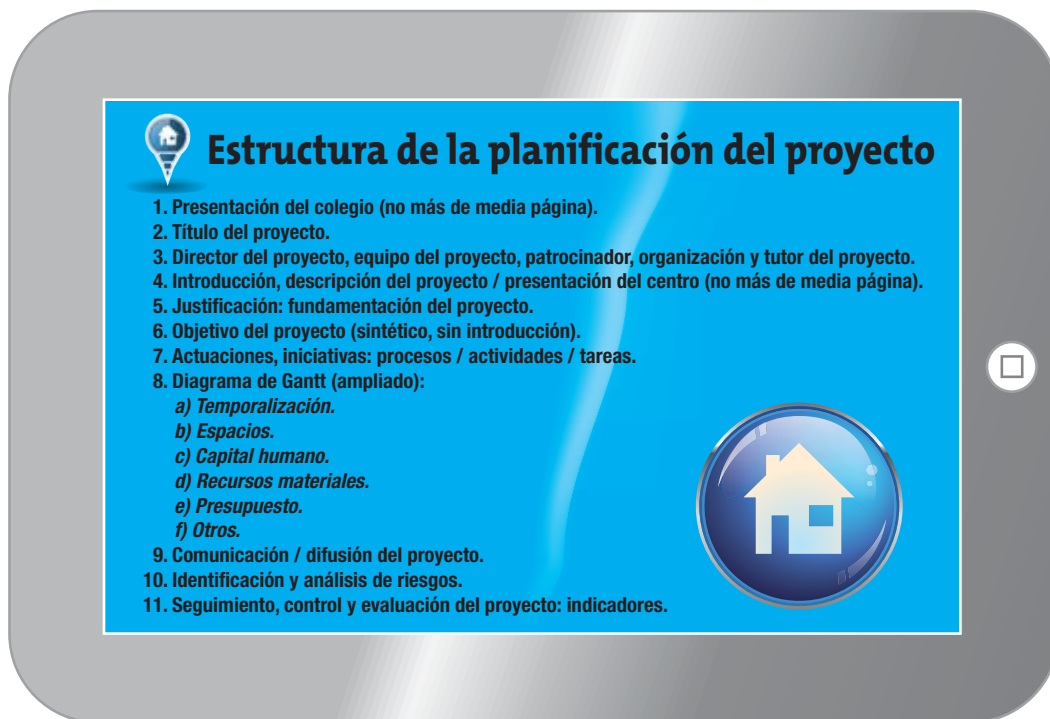 Estructura de la planificación del proyecto
1. Presentación del colegio (no más de media página).
2. Título del proyecto.
3. Director del proyecto, equipo del proyecto, patrocinador, organización y tutor del proyecto.
4. Introducción, descripción del proyecto / presentación del centro (no más de media página).
5. Justificación: fundamentación del proyecto.
6. Objetivo del proyecto (sintético, sin introducción).
7. Actuaciones, iniciativas: procesos / actividades / tareas.
8. Diagrama de Gantt (ampliado):
a) Temporalización.
b) Espacios.
c) Capital humano.
d) Recursos materiales.
e) Presupuesto.
f) Otros.
9. Comunicación / difusión del proyecto.
10. Identificación y análisis de riesgos.
11. Seguimiento, control y evaluación del proyecto: indicadores.